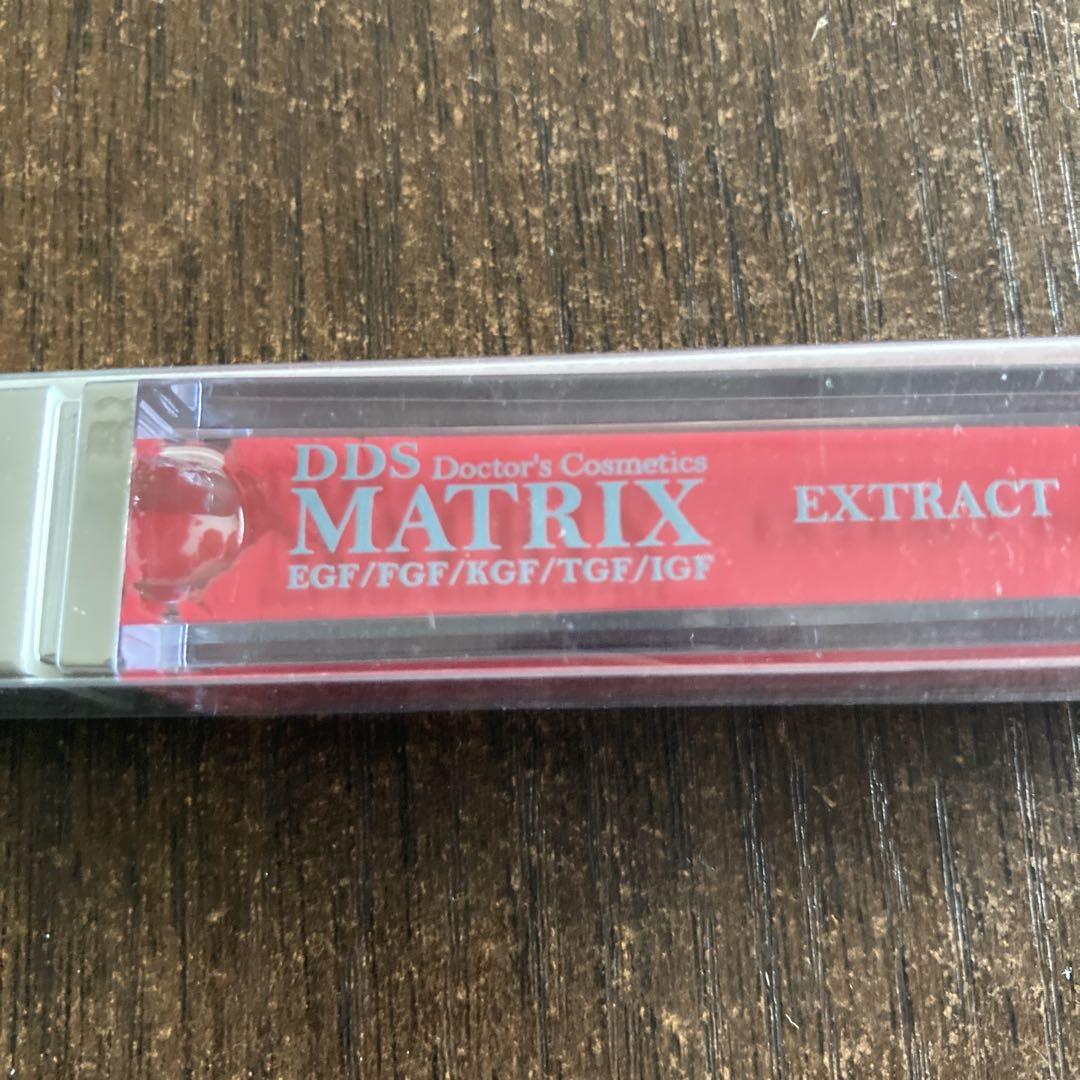 DDS Doctor's Cosmetics
MATRIX
EGF/FGF/KGF/TGF/IGF
EXTRACT